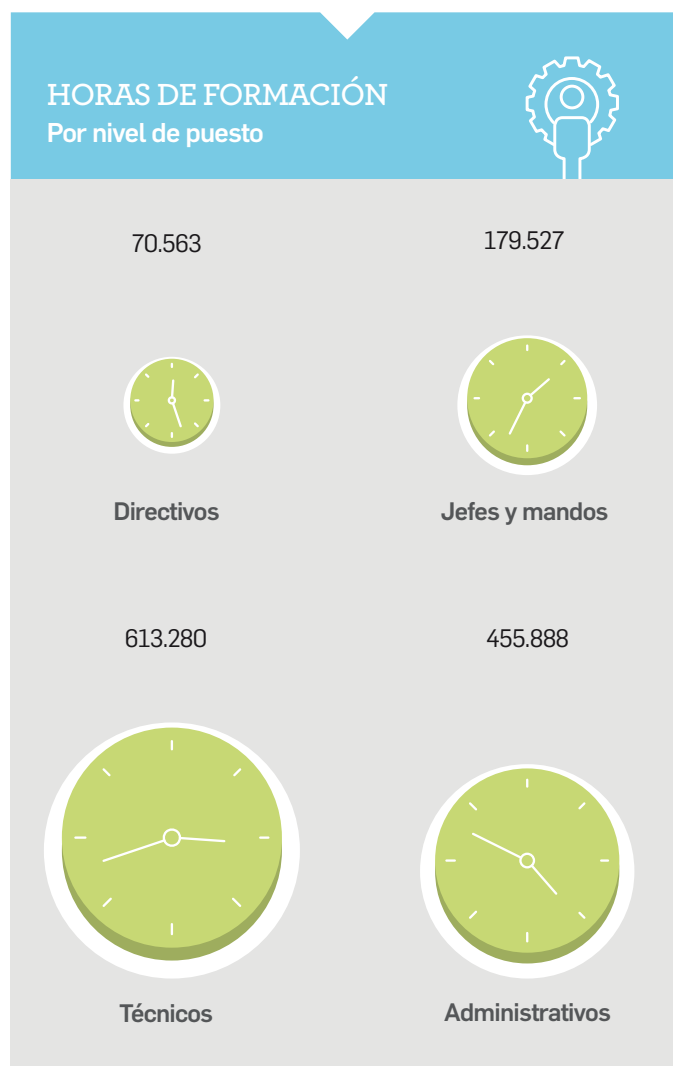 HORAS DE FORMACIÓN
Por nivel de puesto
70.563
179.527
Directivos
Jefes y mandos
613.280
455.888
Técnicos
Administrativos